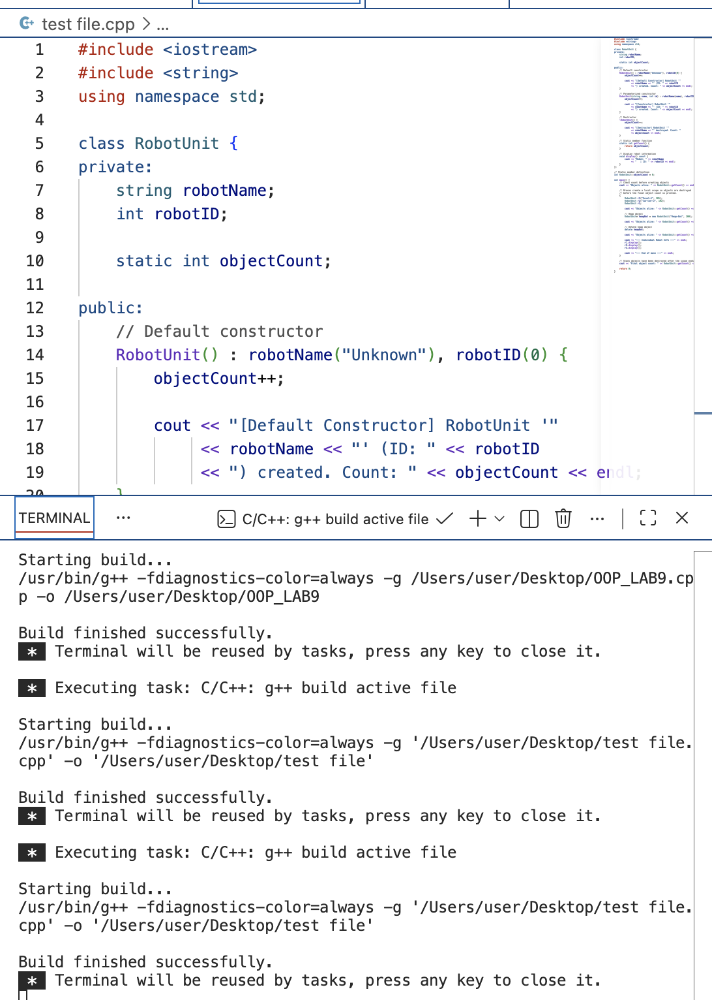 test file.cpp > ...
1 #include <iostream>
2 #include <string>
3 using namespace std;
4
5 class RobotUnit {
6 private:
7 string robotName;
8 int robotID;
9
10 static int objectCount;
11
12 public:
13 // Default constructor
14 RobotUnit() : robotName("Unknown"), robotID(0) {
15 objectCount++;
16
17 cout << "[Default Constructor] RobotUnit '"
18 << robotName << "' (ID: " << robotID
19 << ") created. Count: " << objectCount << endl;
20 }
TERMINAL ... C/C++: g++ build active file
Starting build...
/usr/bin/g++ -fdiagnostics-color=always -g /Users/user/Desktop/OOP_LAB9.cp
p -o /Users/user/Desktop/OOP_LAB9
Build finished successfully.
* Terminal will be reused by tasks, press any key to close it.
* Executing task: C/C++: g++ build active file
Starting build...
/usr/bin/g++ -fdiagnostics-color=always -g '/Users/user/Desktop/test file.
cpp' -o '/Users/user/Desktop/test file'
Build finished successfully.
* Terminal will be reused by tasks, press any key to close it.
* Executing task: C/C++: g++ build active file
Starting build...
/usr/bin/g++ -fdiagnostics-color=always -g '/Users/user/Desktop/test file.
cpp' -o '/Users/user/Desktop/test file'
Build finished successfully.
* Terminal will be reused by tasks, press any key to close it.